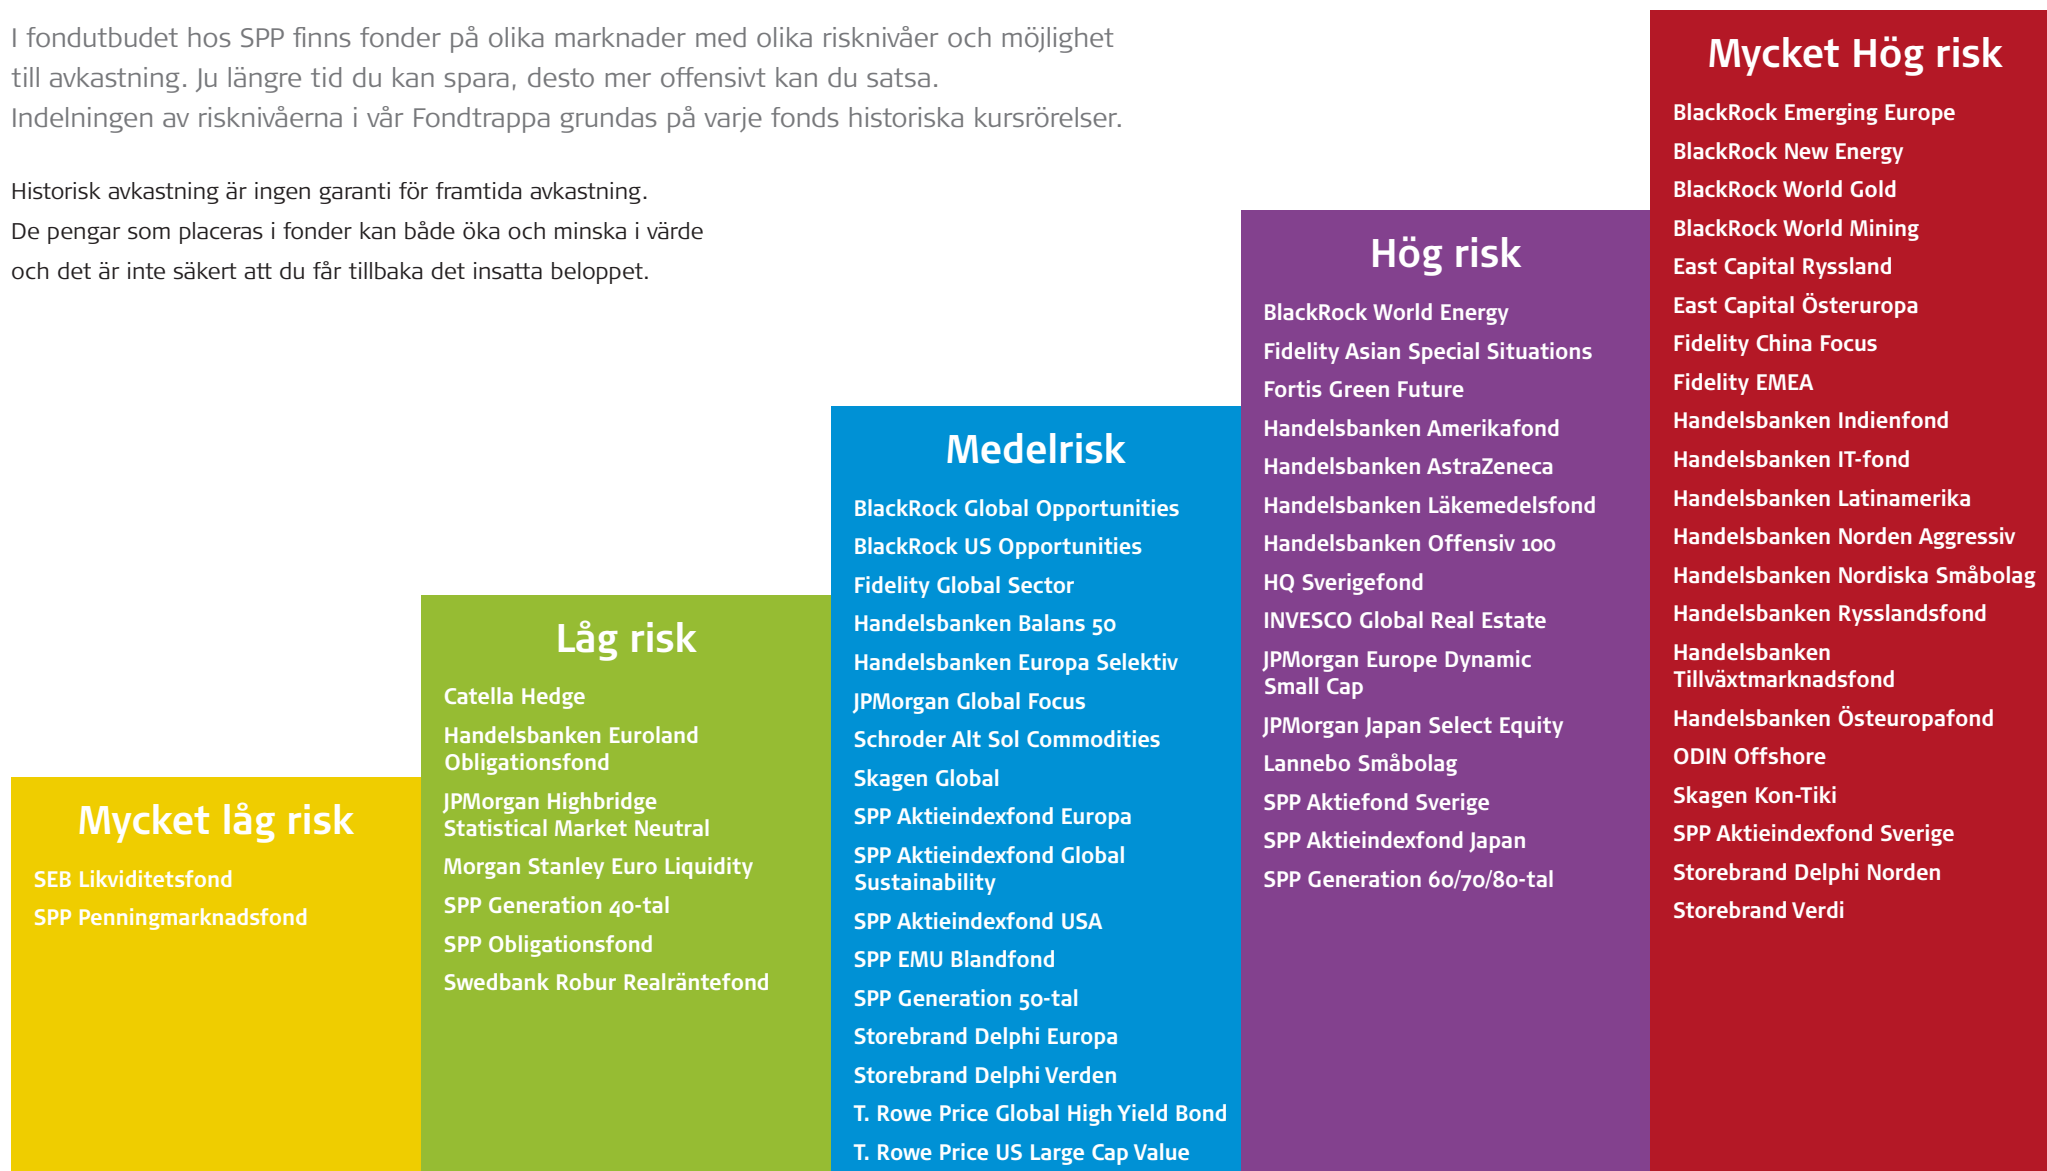 I fondutbudet hos SPP finns fonder på olika marknader med olika risknivåer och möjlighet
till avkastning. Ju längre tid du kan spara, desto mer offensivt kan du satsa.
Indelningen av risknivåerna i vår Fondtrappa grundas på varje fonds historiska kursrörelser.
Historisk avkastning är ingen garanti för framtida avkastning.
De pengar som placeras i fonder kan både öka och minska i värde
och det är inte säkert att du får tillbaka det insatta beloppet.
Mycket låg risk
SEB Likviditetsfond
SPP Penningmarknadsfond
Låg risk
Catella Hedge
Handelsbanken Euroland
Obligationsfond
JPMorgan Highbridge
Statistical Market Neutral
Morgan Stanley Euro Liquidity
SPP Generation 40-tal
SPP Obligationsfond
Swedbank Robur Realräntefond
Medelrisk
BlackRock Global Opportunities
BlackRock US Opportunities
Fidelity Global Sector
Handelsbanken Balans 50
Handelsbanken Europa Selektiv
JPMorgan Global Focus
Schroder Alt Sol Commodities
Skagen Global
SPP Aktieindexfond Europa
SPP Aktieindexfond Global
Sustainability
SPP Aktieindexfond USA
SPP EMU Blandfond
SPP Generation 50-tal
Storebrand Delphi Europa
Storebrand Delphi Verden
T. Rowe Price Global High Yield Bond
T. Rowe Price US Large Cap Value
Hög risk
BlackRock World Energy
Fidelity Asian Special Situations
Fortis Green Future
Handelsbanken Amerikafond
Handelsbanken AstraZeneca
Handelsbanken Läkemedelsfond
Handelsbanken Offensiv 100
HQ Sverigefond
INVESCO Global Real Estate
JPMorgan Europe Dynamic
Small Cap
JPMorgan Japan Select Equity
Lannebo Småbolag
SPP Aktiefond Sverige
SPP Aktieindexfond Japan
SPP Generation 60/70/80-tal
Mycket Hög risk
BlackRock Emerging Europe
BlackRock New Energy
BlackRock World Gold
BlackRock World Mining
East Capital Ryssland
East Capital Österuropa
Fidelity China Focus
Fidelity EMEA
Handelsbanken Indienfond
Handelsbanken IT-fond
Handelsbanken Latinamerika
Handelsbanken Norden Aggressiv
Handelsbanken Nordiska Småbolag
Handelsbanken Rysslandsfond
Handelsbanken
Tillväxtmarknadsfond
Handelsbanken Östeuropafond
ODIN Offshore
Skagen Kon-Tiki
SPP Aktieindexfond Sverige
Storebrand Delphi Norden
Storebrand Verdi